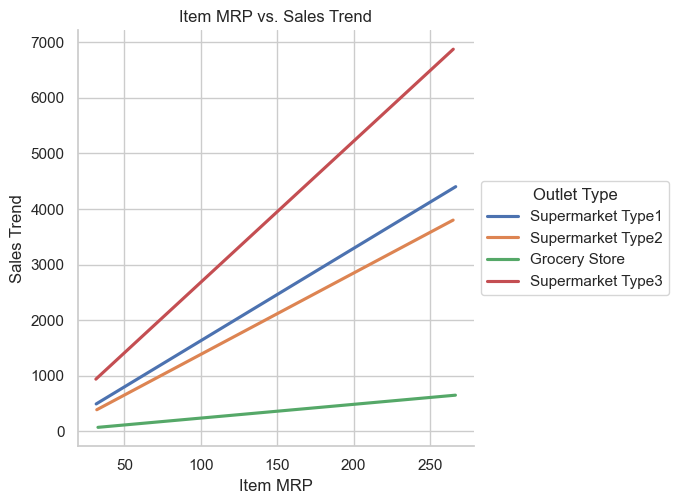 Item MRP vs. Sales Trend
7000
6000
5000
4000
3000
2000
1000
0
Sales Trend
50
100
150
200
250
Item MRP
Outlet Type
Supermarket Type1
Supermarket Type2
Grocery Store
Supermarket Type3